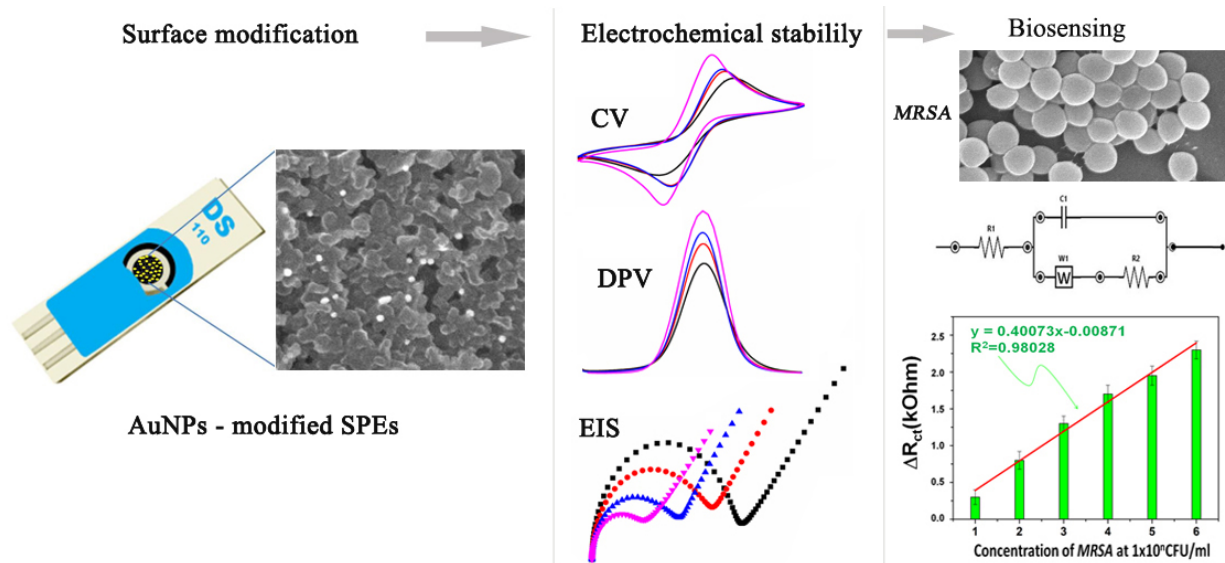 Surface modification
DS
110
AuNPs - modified SPEs
Electrochemical stabilily
CV
DPV
EIS
Biosensing
MRSA
C1
R1
W1
W
R2
y = 0.40073x-0.00871
R²=0.98028
ΔRct(kOhm)
2.5
2.0
1.5
1.0
0.5
0.0
1 2 3 4 5 6
Concentration of MRSA at 1x10ⁿCFU/ml